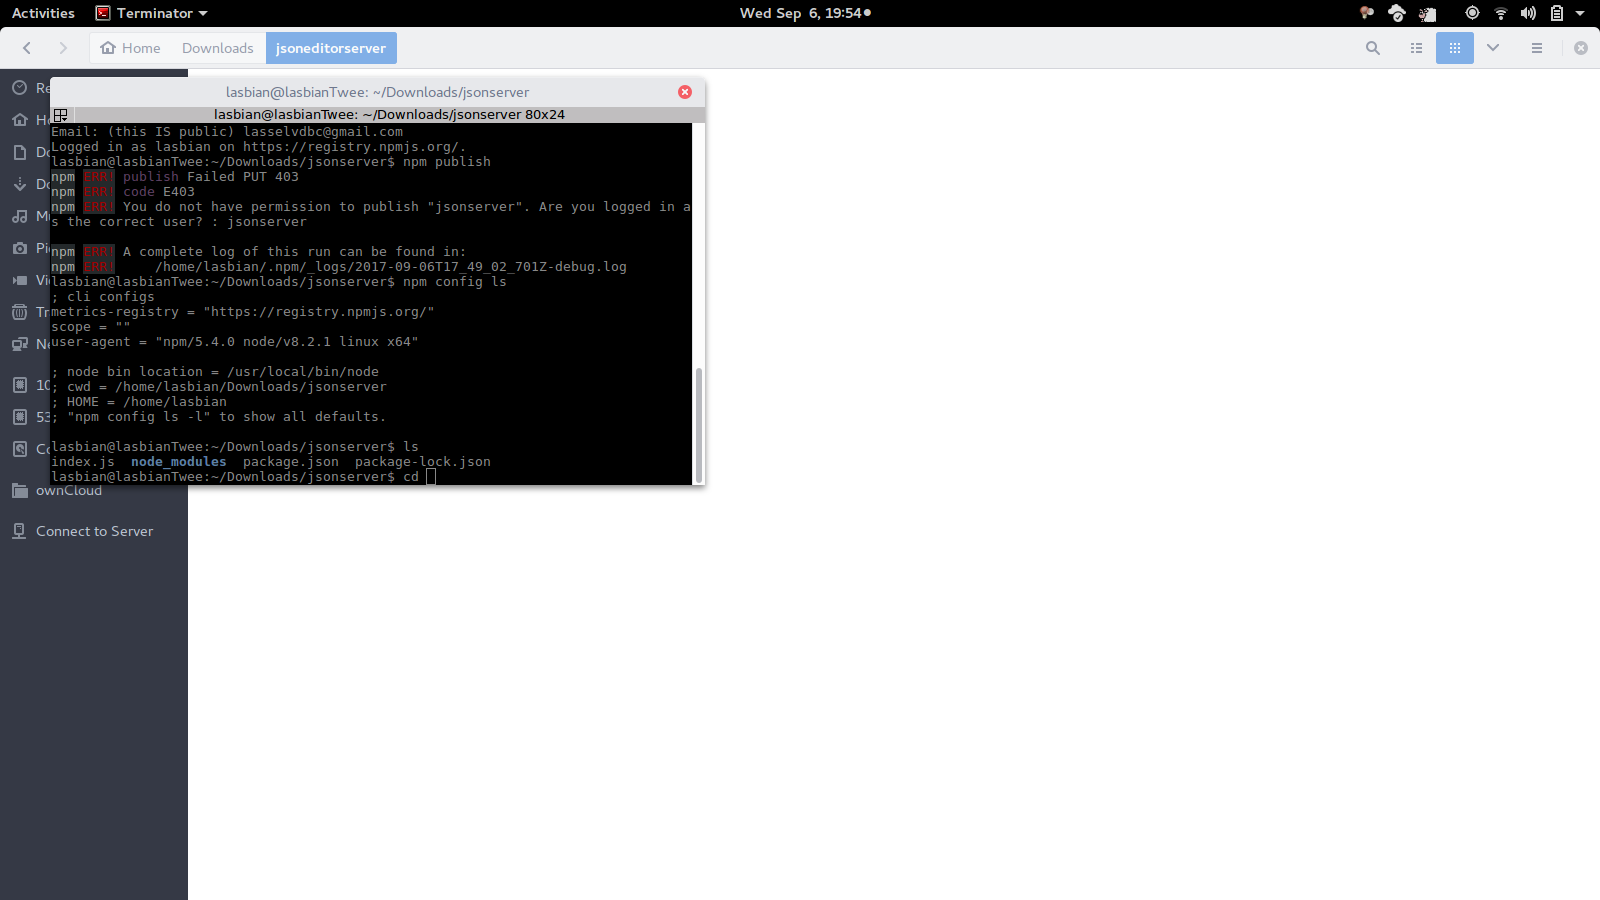 Activities Terminator Wed Sep 6, 19:54
Home Downloads jsoneditorserver
lasbian@lasbianTwee: ~/Downloads/jsonserver
lasbian@lasbianTwee: ~/Downloads/jsonserver 80x24
Email: (this IS public) lasselvdbc@gmail.com
Logged in as lasbian on https://registry.npmjs.org/.
lasbian@lasbianTwee:~/Downloads/jsonserver$ npm publish
npm ERR! publish Failed PUT 403
npm ERR! code E403
npm ERR! You do not have permission to publish "jsonserver". Are you logged in a
s the correct user? : jsonserver
npm ERR! A complete log of this run can be found in:
npm ERR!     /home/lasbian/.npm/_logs/2017-09-06T17_49_02_701Z-debug.log
lasbian@lasbianTwee:~/Downloads/jsonserver$ npm config ls
; cli configs
metrics-registry = "https://registry.npmjs.org/"
scope = ""
user-agent = "npm/5.4.0 node/v8.2.1 linux x64"
; node bin location = /usr/local/bin/node
; cwd = /home/lasbian/Downloads/jsonserver
; HOME = /home/lasbian
; "npm config ls -l" to show all defaults.
lasbian@lasbianTwee:~/Downloads/jsonserver$ ls
index.js  node_modules  package.json  package-lock.json
lasbian@lasbianTwee:~/Downloads/jsonserver$ cd
Re
Ho
Do
Do
Mu
Pi
Vi
Tr
Ne
10
53
Co
ownCloud
Connect to Server